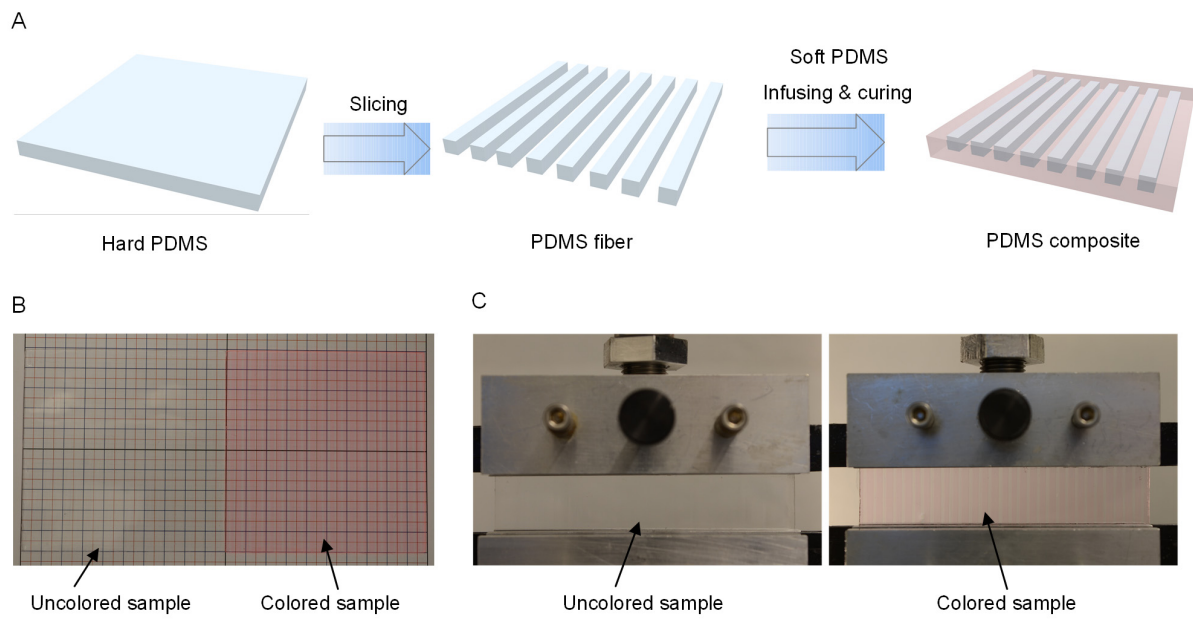 A
Slicing
Soft PDMS
Infusing & curing
Hard PDMS
PDMS fiber
PDMS composite
B
C
Uncolored sample
Colored sample
Uncolored sample
Colored sample